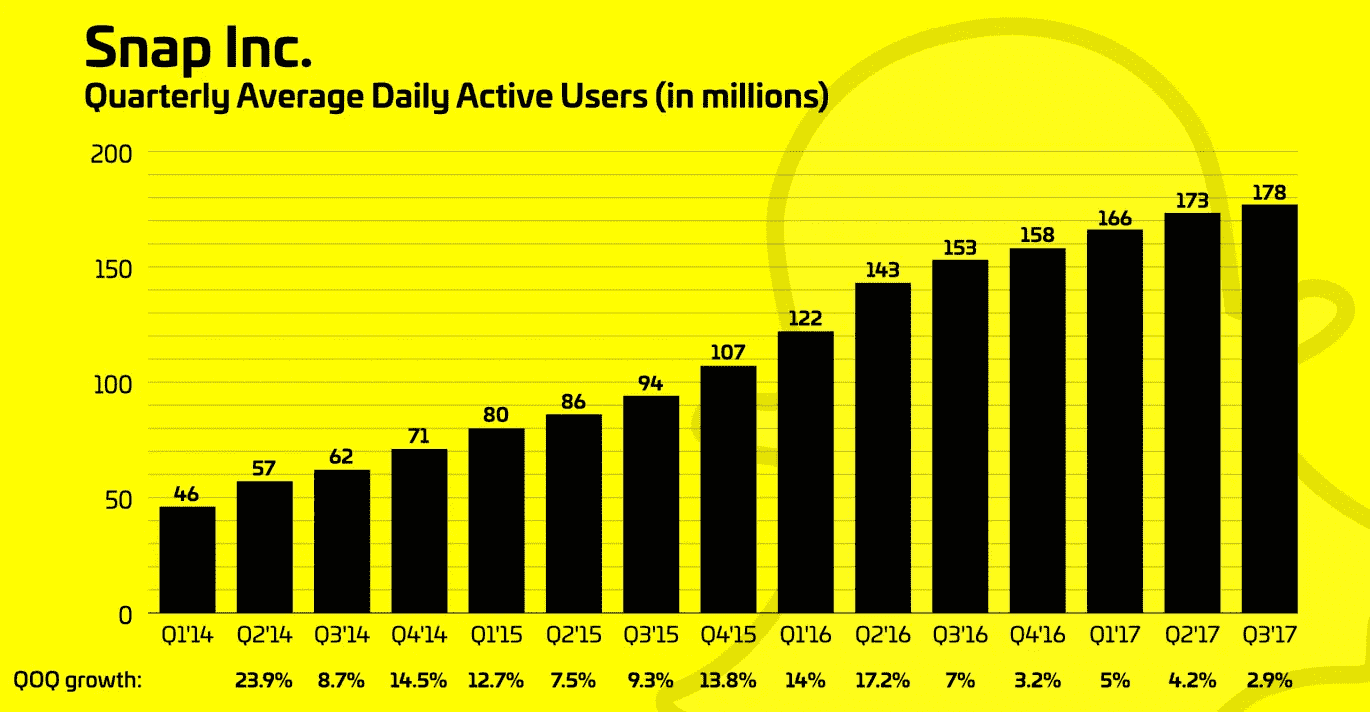 Snap Inc.
Quarterly Average Daily Active Users (in millions)
200
150
100
50
0
46 57 62 71 80 86 94 107 122 143 153 158 166 173 178
Q1'14 Q2'14 Q3'14 Q4'14 Q1'15 Q2'15 Q3'15 Q4'15 Q1'16 Q2'16 Q3'16 Q4'16 Q1'17 Q2'17 Q3'17
QOQ growth: 23.9% 8.7% 14.5% 12.7% 7.5% 9.3% 13.8% 14% 17.2% 7% 3.2% 5% 4.2% 2.9%